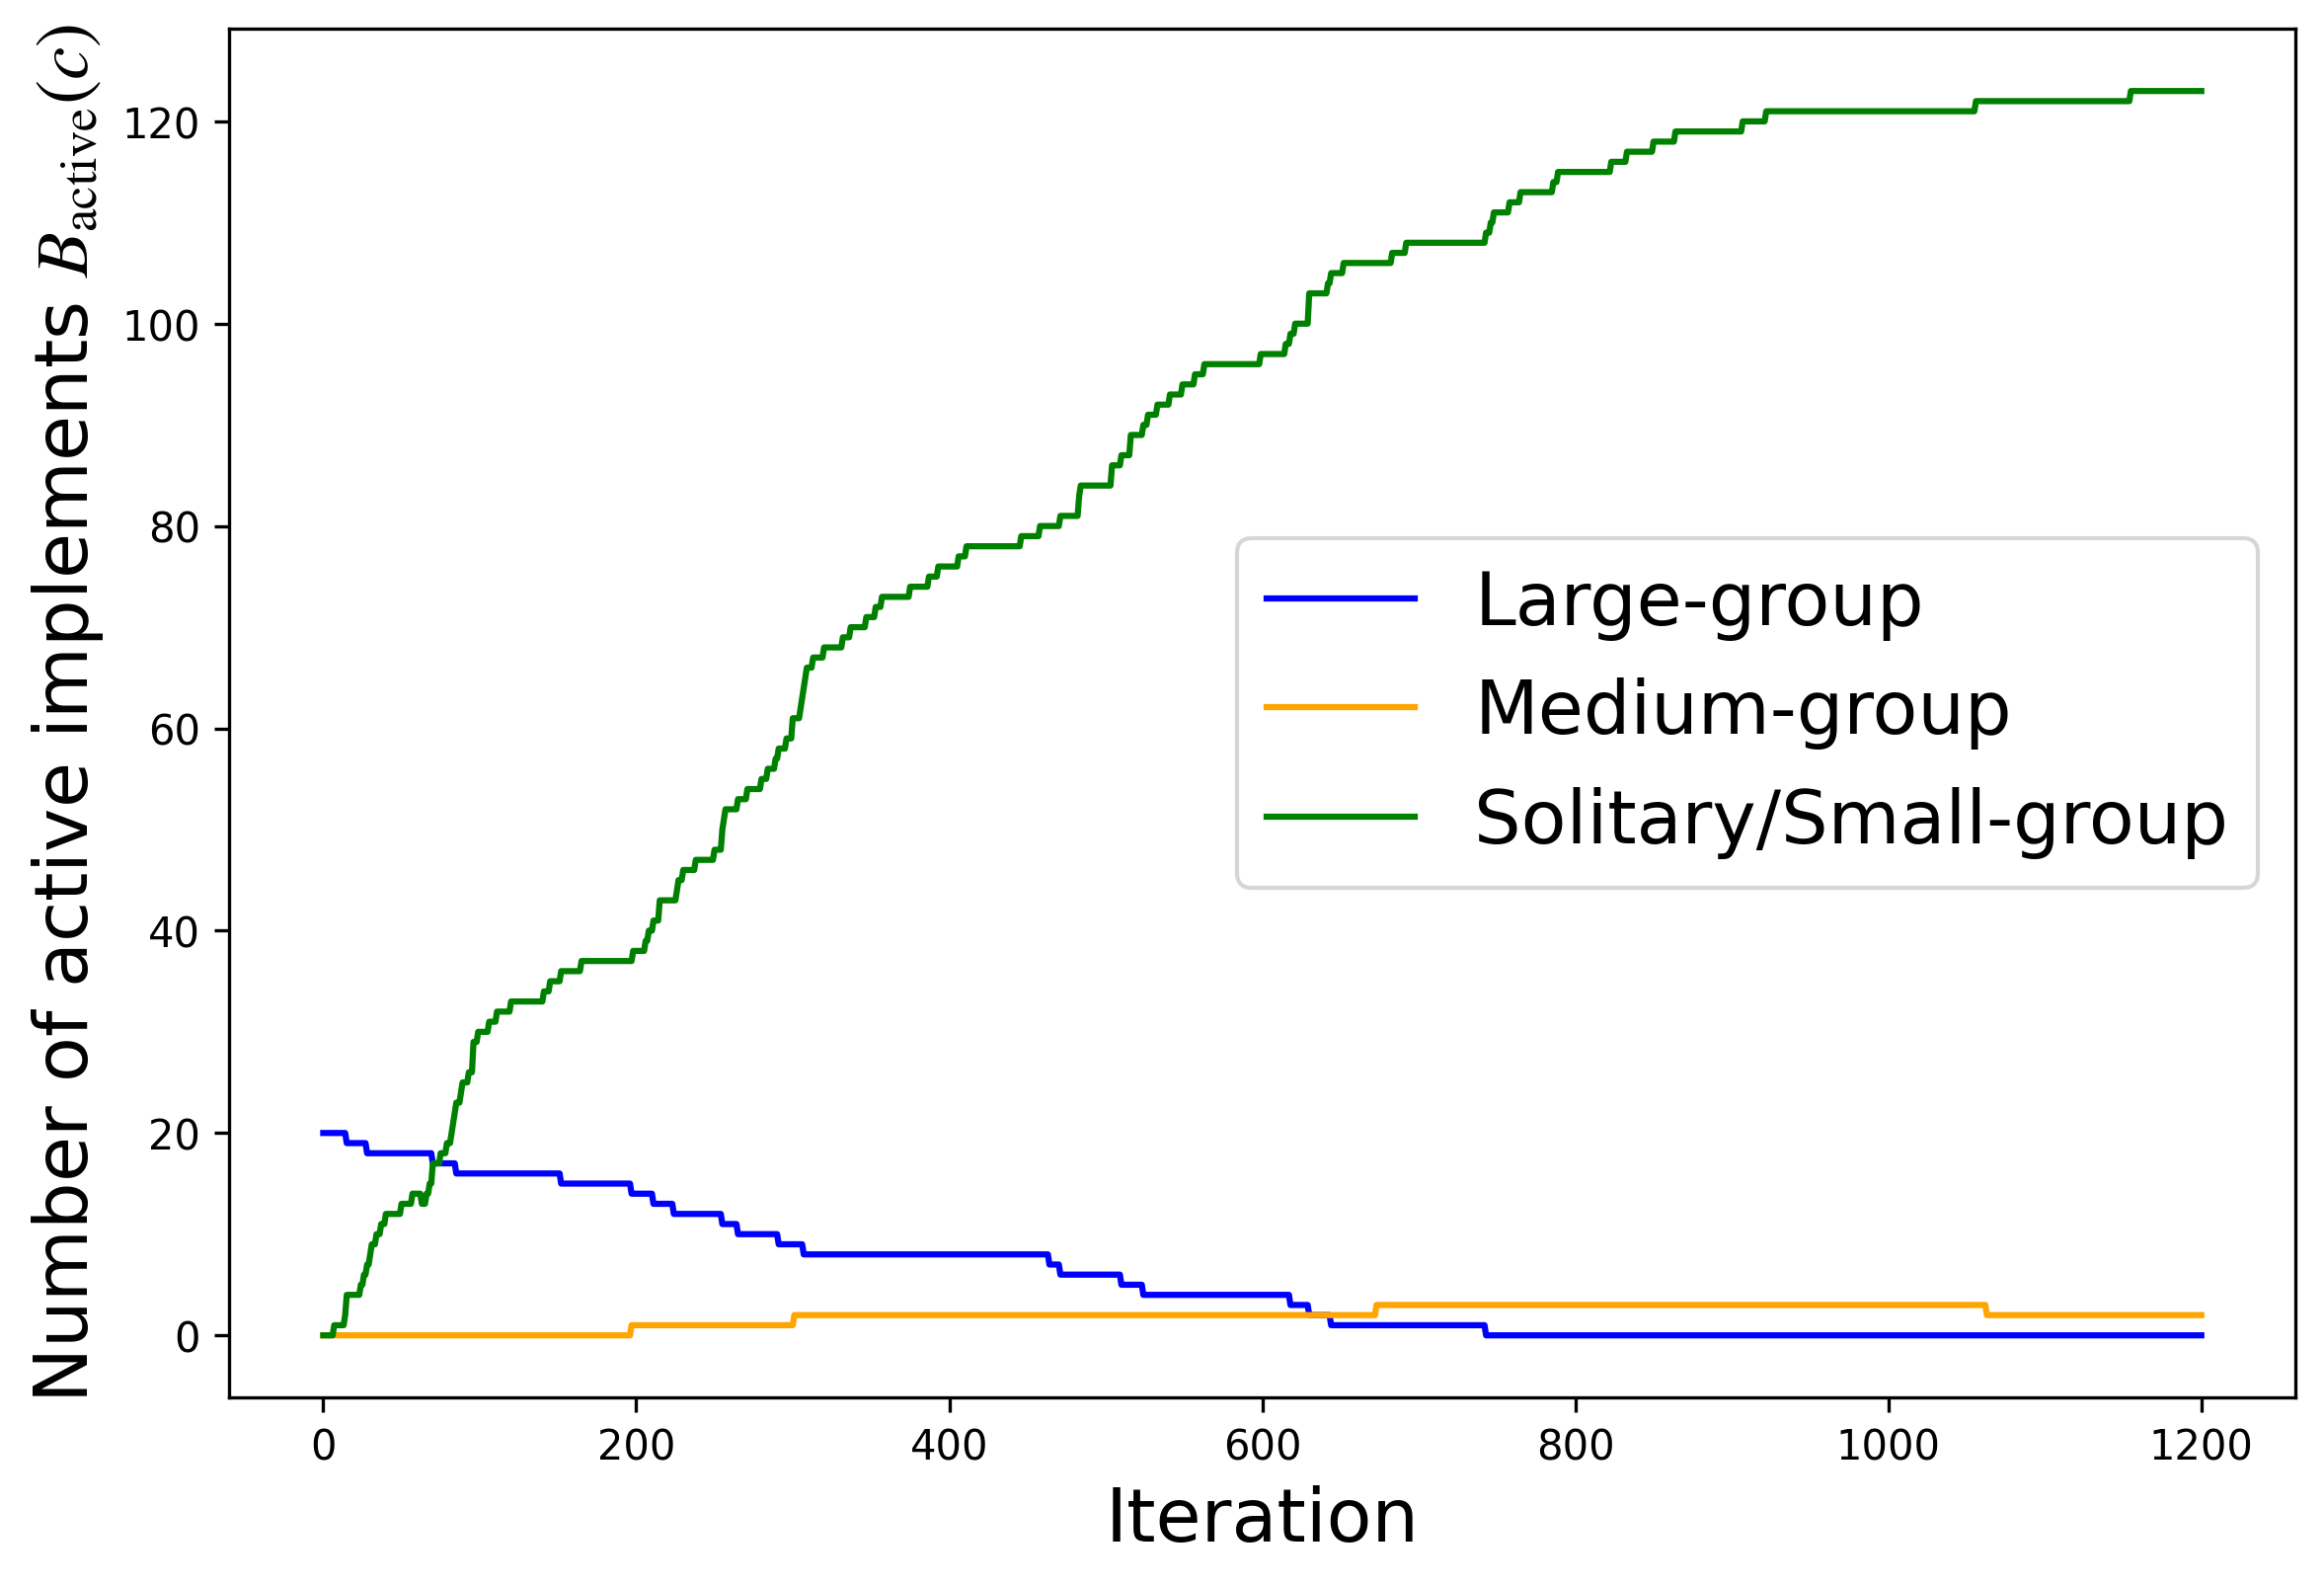 Number of active implements B_active(c)
120
100
80
60
40
20
0
Large-group
Medium-group
Solitary/Small-group
0 200 400 600 800 1000 1200
Iteration